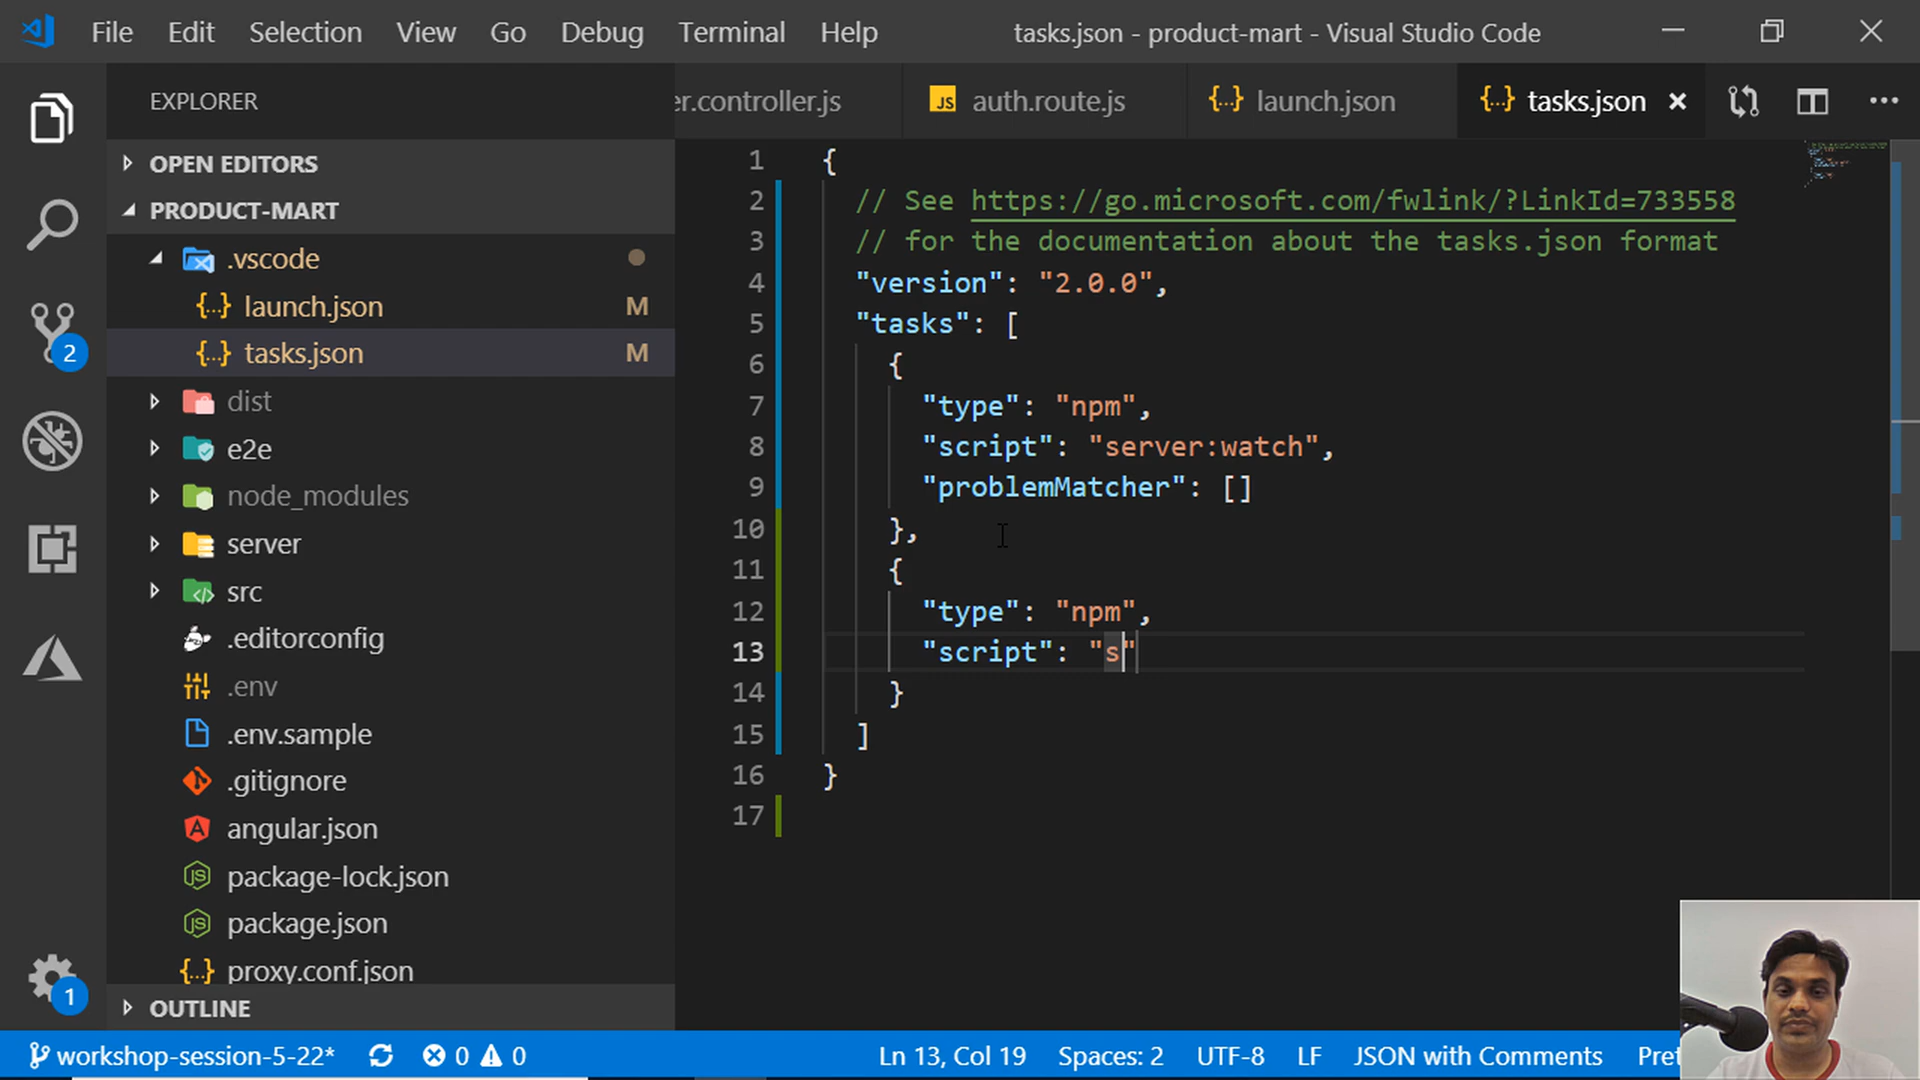 File Edit Selection View Go Debug Terminal Help tasks.json - product-mart - Visual Studio Code
EXPLORER
er.controller.js JS auth.route.js {..} launch.json {..} tasks.json
OPEN EDITORS
PRODUCT-MART
.vscode
{..} launch.json M
{..} tasks.json M
dist
e2e
node_modules
server
src
.editorconfig
.env
.env.sample
.gitignore
angular.json
package-lock.json
package.json
{..} proxy.conf.json
OUTLINE
2
1
1 {
2 // See https://go.microsoft.com/fwlink/?LinkId=733558
3 // for the documentation about the tasks.json format
4 "version": "2.0.0",
5 "tasks": [
6 {
7 "type": "npm",
8 "script": "server:watch",
9 "problemMatcher": []
10 },
11 {
12 "type": "npm",
13 "script": "s"
14 }
15 ]
16 }
17
workshop-session-5-22* 0 0 Ln 13, Col 19 Spaces: 2 UTF-8 LF JSON with Comments Pret